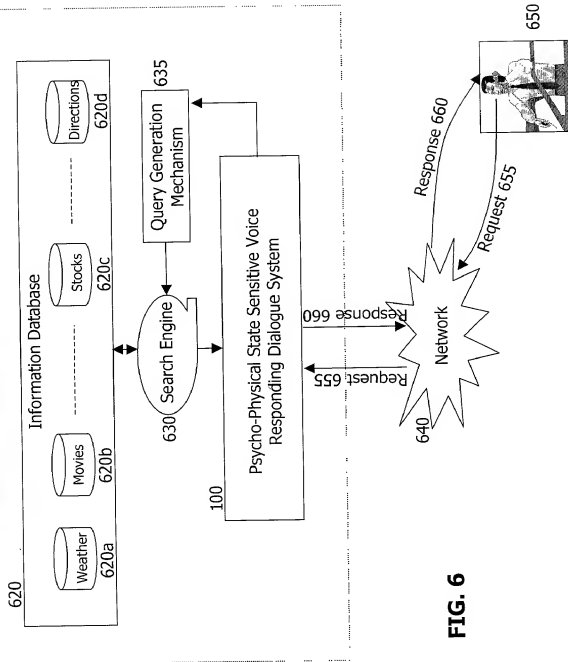 620
Information Database
Weather
620a
Movies
620b
Stocks
620c
Directions
620d
Search Engine
630
Query Generation
Mechanism
635
100
Psycho-Physical State Sensitive Voice
Responding Dialogue System
Request 655
Response 660
Network
640
Response 660
Request 655
650
FIG. 6